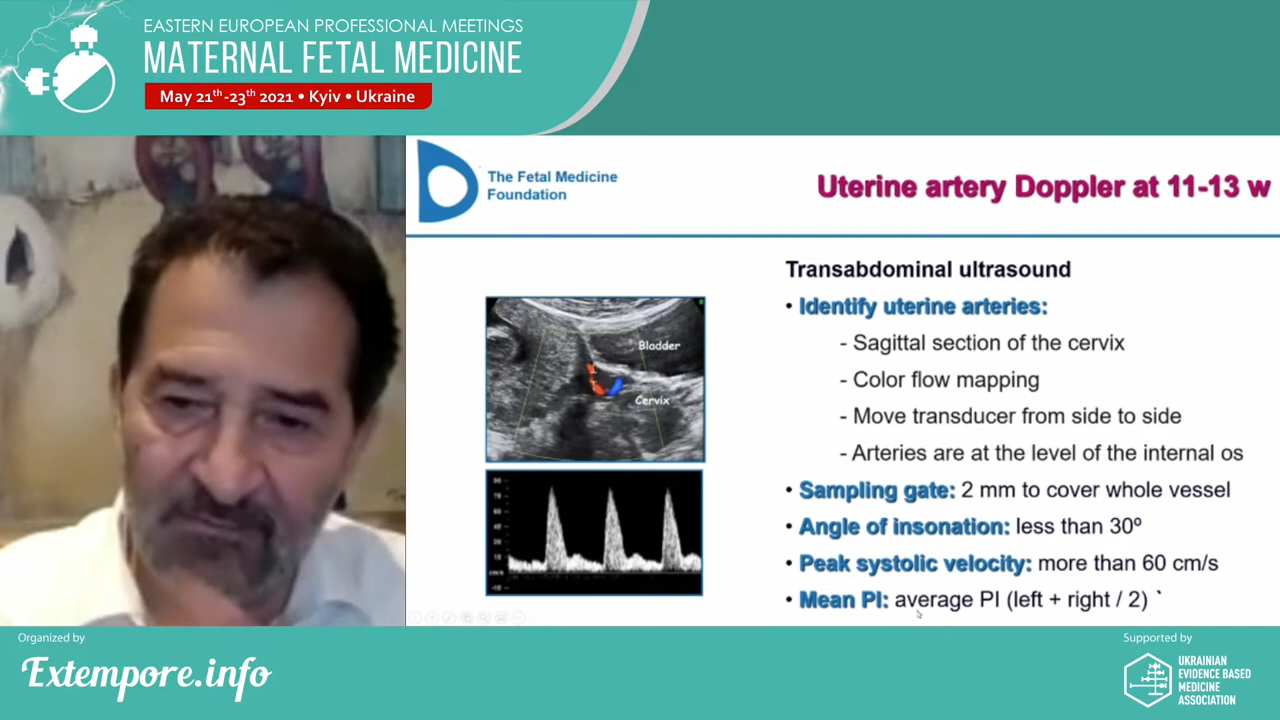 EASTERN EUROPEAN PROFESSIONAL MEETINGS
MATERNAL FETAL MEDICINE
May 21th-23th 2021 • Kyiv • Ukraine
The Fetal Medicine
Foundation
Uterine artery Doppler at 11-13 w
Transabdominal ultrasound
• Identify uterine arteries:
- Sagittal section of the cervix
- Color flow mapping
- Move transducer from side to side
- Arteries are at the level of the internal os
• Sampling gate: 2 mm to cover whole vessel
• Angle of insonation: less than 30º
• Peak systolic velocity: more than 60 cm/s
• Mean PI: average PI (left + right / 2) `
Bladder
Cervix
Organized by
Extempore.info
Supported by
UKRAINIAN
EVIDENCE BASED
MEDICINE
ASSOCIATION